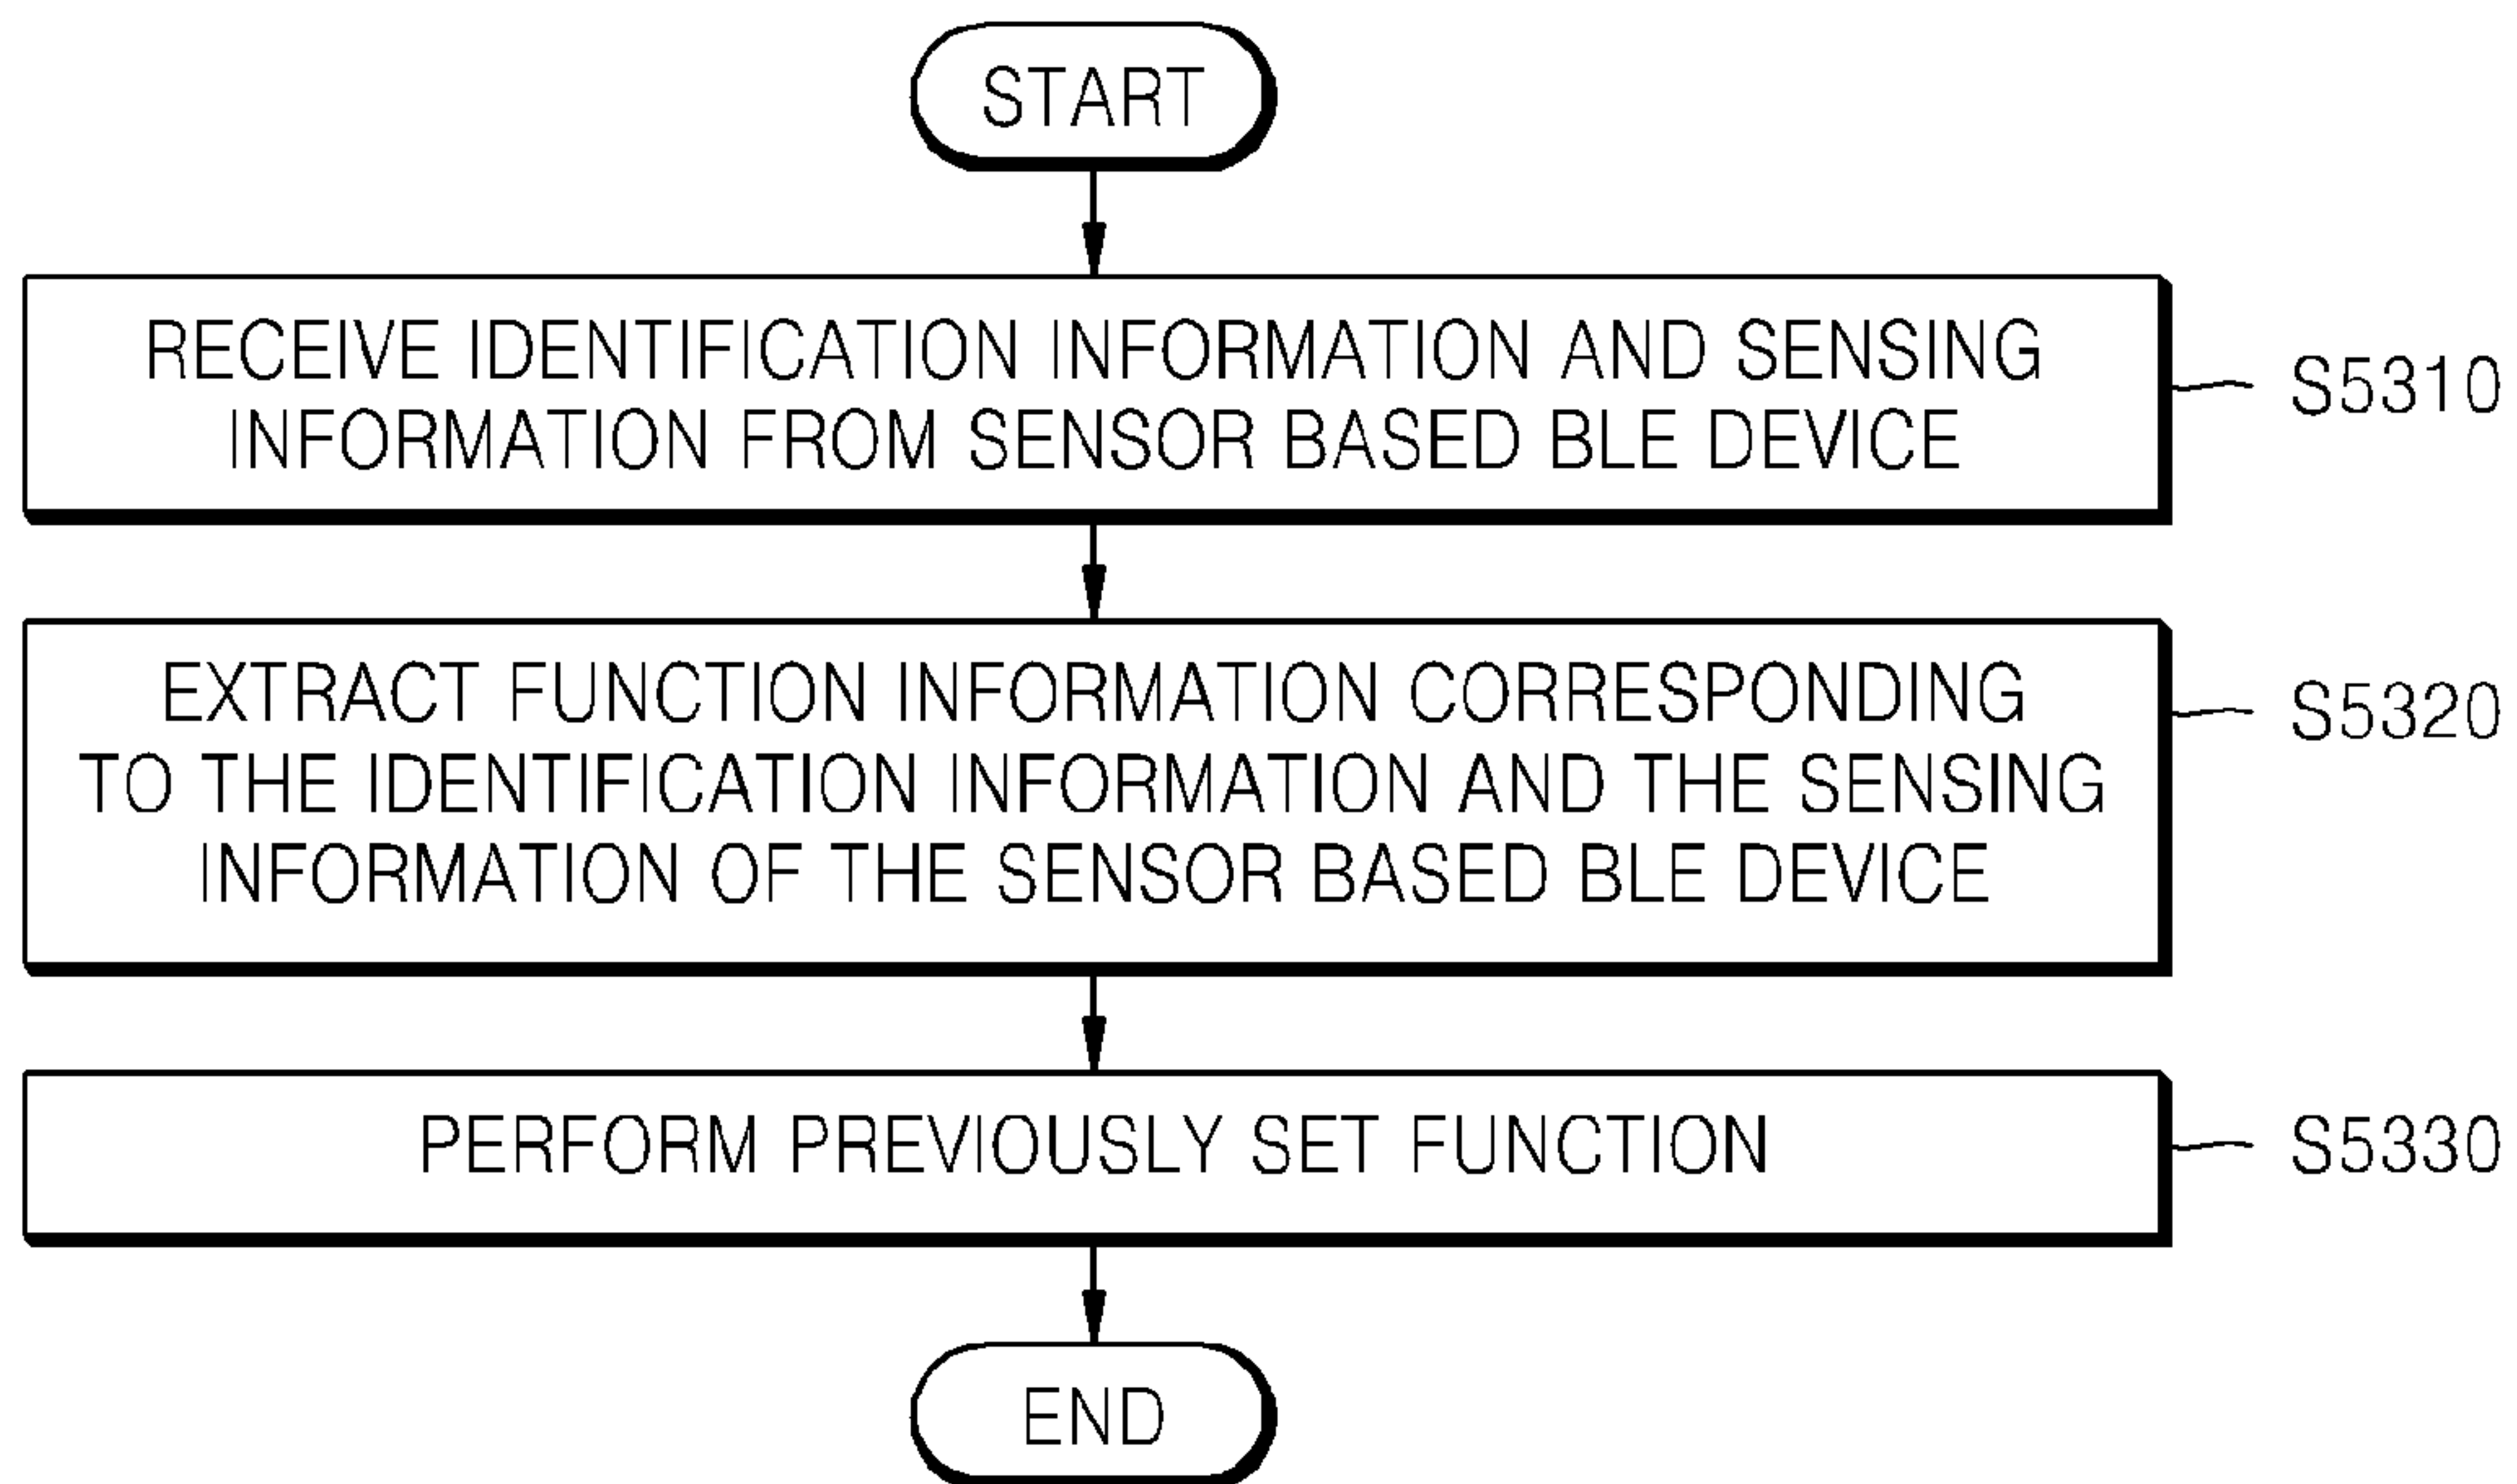 START
RECEIVE IDENTIFICATION INFORMATION AND SENSING
INFORMATION FROM SENSOR BASED BLE DEVICE
S5310
EXTRACT FUNCTION INFORMATION CORRESPONDING
TO THE IDENTIFICATION INFORMATION AND THE SENSING
INFORMATION OF THE SENSOR BASED BLE DEVICE
S5320
PERFORM PREVIOUSLY SET FUNCTION
S5330
END